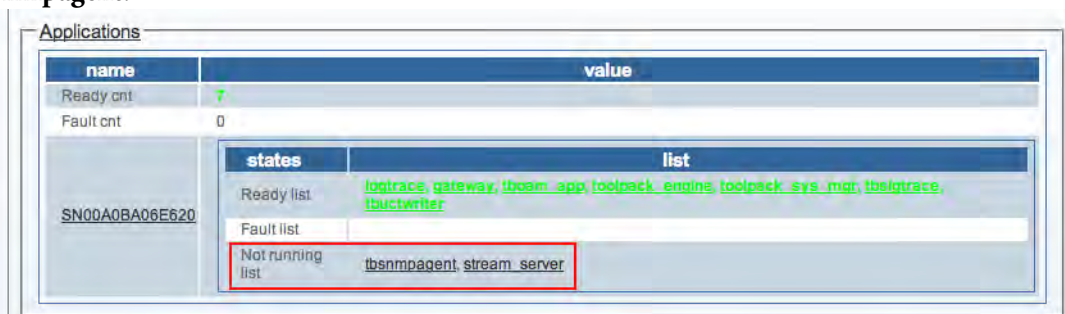 Applications
name value
Ready cnt 7
Fault cnt 0
states list
Ready list logtrace, gateway, tboam_app, toolpack_engine, toolpack_sys_mgr, tbsigtrace,
tbuctwriter
SN00A0BA06E620
Fault list
Not running
list tbsnmpagent, stream_server